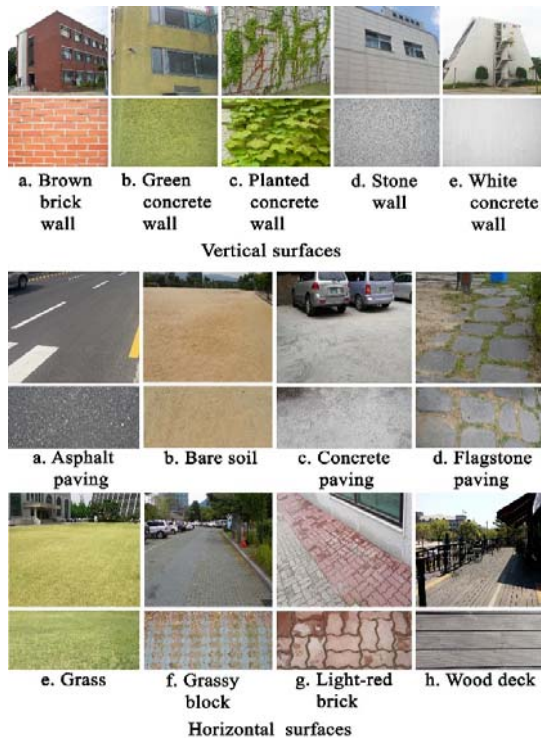 a. Brown brick wall
b. Green concrete wall
c. Planted concrete wall
d. Stone wall
e. White concrete wall
Vertical surfaces
a. Asphalt paving
b. Bare soil
c. Concrete paving
d. Flagstone paving
e. Grass
f. Grassy block
g. Light-red brick
h. Wood deck
Horizontal surfaces